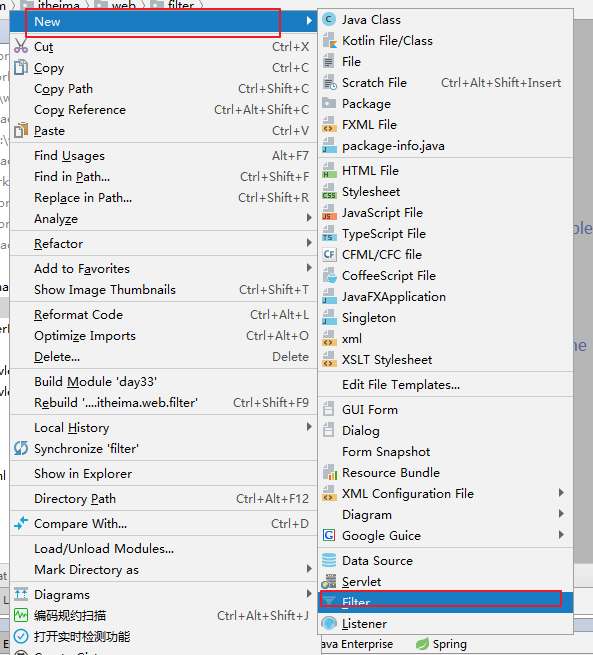 itheima
web
filter
New
Cut Ctrl+X
Copy Ctrl+C
Copy Path Ctrl+Shift+C
Copy Reference Ctrl+Alt+Shift+C
Paste Ctrl+V
Find Usages Alt+F7
Find in Path... Ctrl+Shift+F
Replace in Path... Ctrl+Shift+R
Analyze
Refactor
Add to Favorites
Show Image Thumbnails Ctrl+Shift+T
Reformat Code Ctrl+Alt+L
Optimize Imports Ctrl+Alt+O
Delete... Delete
Build Module 'day33'
Rebuild '....itheima.web.filter' Ctrl+Shift+F9
Local History
Synchronize 'filter'
Show in Explorer
Directory Path Ctrl+Alt+F12
Compare With... Ctrl+D
Load/Unload Modules...
Mark Directory as
Diagrams
编码规约扫描 Ctrl+Alt+Shift+J
打开实时检测功能
Java Class
Kotlin File/Class
File
Scratch File Ctrl+Alt+Shift+Insert
Package
FXML File
package-info.java
HTML File
Stylesheet
JavaScript File
TypeScript File
CFML/CFC file
CoffeeScript File
JavaFXApplication
Singleton
xml
XSLT Stylesheet
Edit File Templates...
GUI Form
Dialog
Form Snapshot
Resource Bundle
XML Configuration File
Diagram
Google Guice
Data Source
Servlet
Filter
Listener
ava Enterprise
Spring